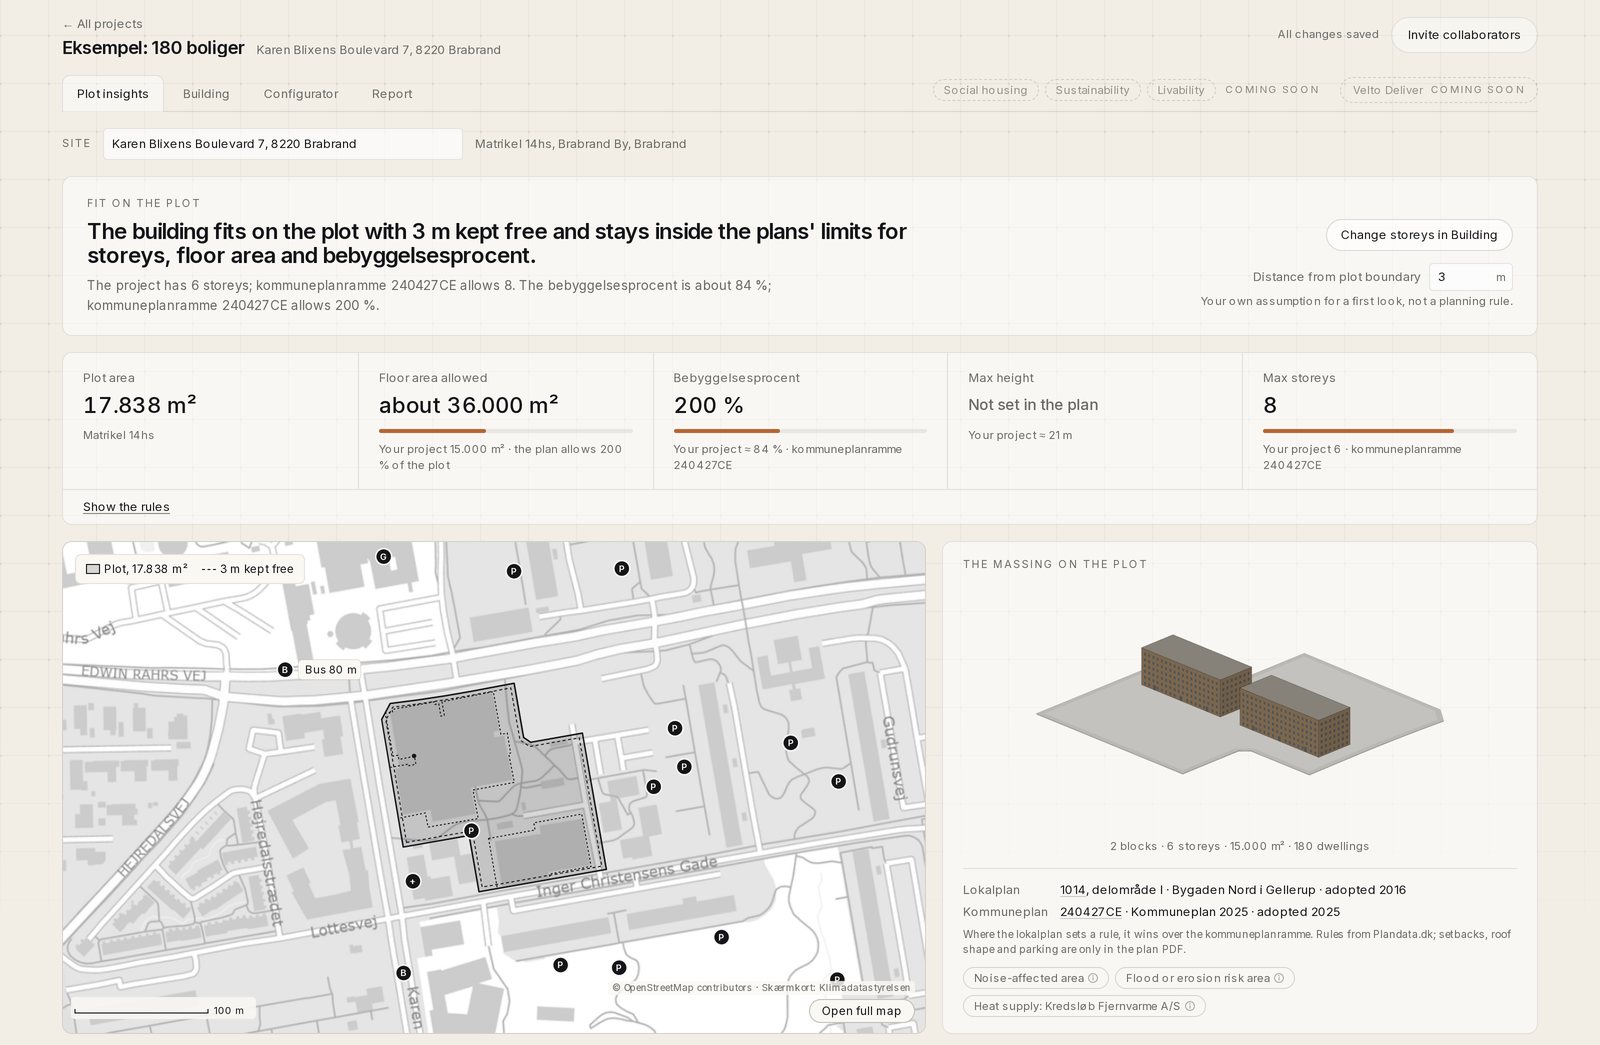 ← All projects
Eksempel: 180 boliger
Karen Blixens Boulevard 7, 8220 Brabrand
All changes saved
Invite collaborators
Plot insights
Building
Configurator
Report
Social housing
Sustainability
Livability
COMING SOON
Velto Deliver COMING SOON
SITE
Karen Blixens Boulevard 7, 8220 Brabrand
Matrikel 14hs, Brabrand By, Brabrand
FIT ON THE PLOT
The building fits on the plot with 3 m kept free and stays inside the plans' limits for
storeys, floor area and bebyggelsesprocent.
The project has 6 storeys; kommuneplanramme 240427CE allows 8. The bebyggelsesprocent is about 84 %;
kommuneplanramme 240427CE allows 200 %.
Change storeys in Building
Distance from plot boundary 3 m
Your own assumption for a first look, not a planning rule.
Plot area
17.838 m²
Matrikel 14hs
Floor area allowed
about 36.000 m²
Your project 15.000 m² · the plan allows 200
% of the plot
Bebyggelsesprocent
200 %
Your project ≈ 84 % · kommuneplanramme
240427CE
Max height
Not set in the plan
Your project ≈ 21 m
Max storeys
8
Your project 6 · kommuneplanramme
240427CE
Show the rules
Plot, 17.838 m² --- 3 m kept free
G
P
P
hrs Vej
EDWIN RAHRS VEJ
B
Bus 80 m
P
P
P
P
P
P
Gudrunsvej
HEJREDALSVEJ
Hejredalsstrædet
+
Inger Christensens Gade
Lottesvej
P
P
P
P
B
Karen
© OpenStreetMap contributors · Skærmkort: Klimadatastyrelsen
100 m
Open full map
THE MASSING ON THE PLOT
2 blocks · 6 storeys · 15.000 m² · 180 dwellings
Lokalplan 1014, delområde I · Bygaden Nord i Gellerup · adopted 2016
Kommuneplan 240427CE · Kommuneplan 2025 · adopted 2025
Where the lokalplan sets a rule, it wins over the kommuneplanramme. Rules from Plandata.dk; setbacks, roof
shape and parking are only in the plan PDF.
Noise-affected area ⓘ
Flood or erosion risk area ⓘ
Heat supply: Kredsløb Fjernvarme A/S ⓘ